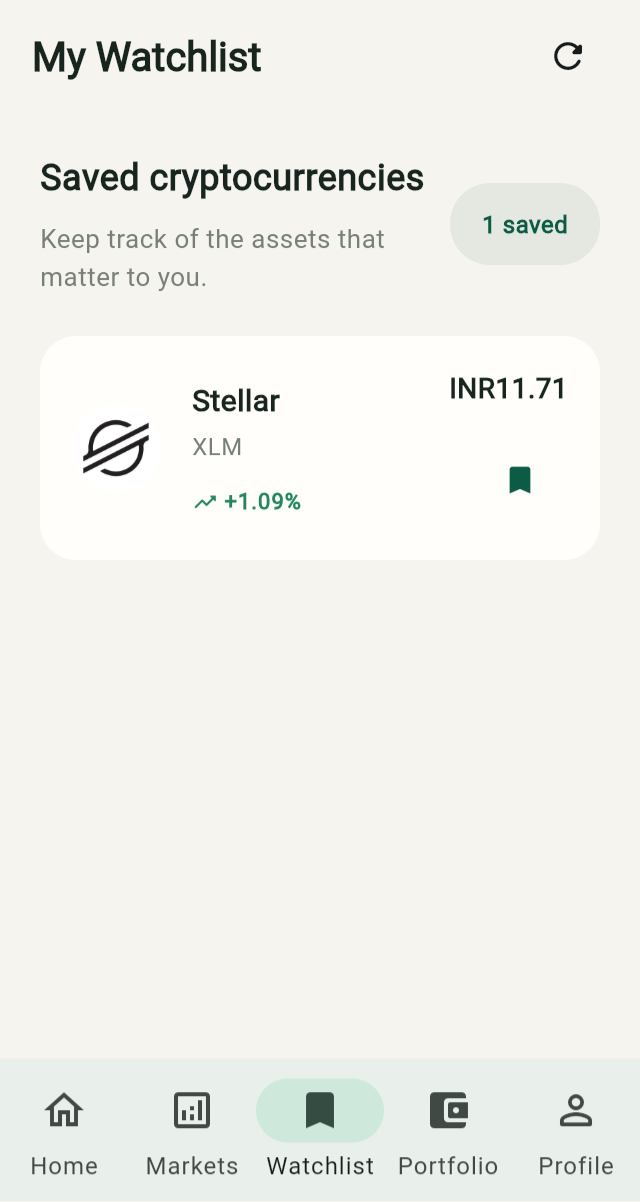 My Watchlist
Saved cryptocurrencies
Keep track of the assets that
matter to you.
1 saved
Stellar
XLM
+1.09%
INR11.71
Home
Markets
Watchlist
Portfolio
Profile